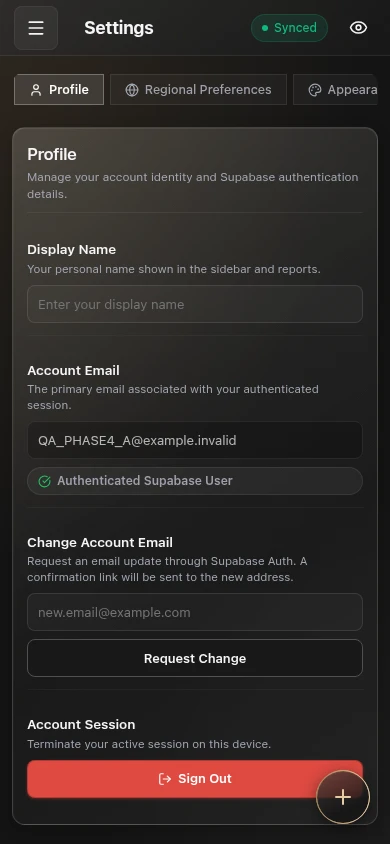 Settings
Synced
Profile
Regional Preferences
Appeara
Profile
Manage your account identity and Supabase authentication
details.
Display Name
Your personal name shown in the sidebar and reports.
Enter your display name
Account Email
The primary email associated with your authenticated
session.
QA_PHASE4_A@example.invalid
Authenticated Supabase User
Change Account Email
Request an email update through Supabase Auth. A
confirmation link will be sent to the new address.
new.email@example.com
Request Change
Account Session
Terminate your active session on this device.
Sign Out